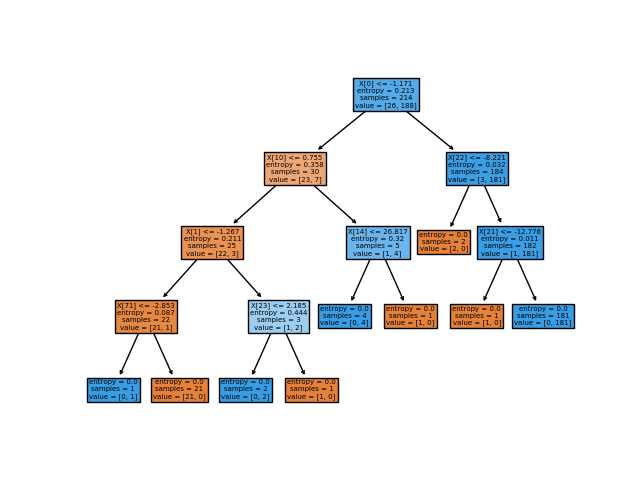 X[0] <= -1.171
entropy = 0.213
samples = 214
value = [26, 188]
X[10] <= 0.755
entropy = 0.358
samples = 30
value = [23, 7]
X[22] <= -8.221
entropy = 0.032
samples = 184
value = [3, 181]
X[1] <= -1.267
entropy = 0.211
samples = 25
value = [22, 3]
X[14] <= 26.817
entropy = 0.32
samples = 5
value = [1, 4]
entropy = 0.0
samples = 2
value = [2, 0]
X[21] <= -12.776
entropy = 0.011
samples = 182
value = [1, 181]
X[71] <= -2.853
entropy = 0.087
samples = 22
value = [21, 1]
X[23] <= 2.185
entropy = 0.444
samples = 3
value = [1, 2]
entropy = 0.0
samples = 4
value = [0, 4]
entropy = 0.0
samples = 1
value = [1, 0]
entropy = 0.0
samples = 1
value = [1, 0]
entropy = 0.0
samples = 181
value = [0, 181]
entropy = 0.0
samples = 1
value = [0, 1]
entropy = 0.0
samples = 21
value = [21, 0]
entropy = 0.0
samples = 2
value = [0, 2]
entropy = 0.0
samples = 1
value = [1, 0]